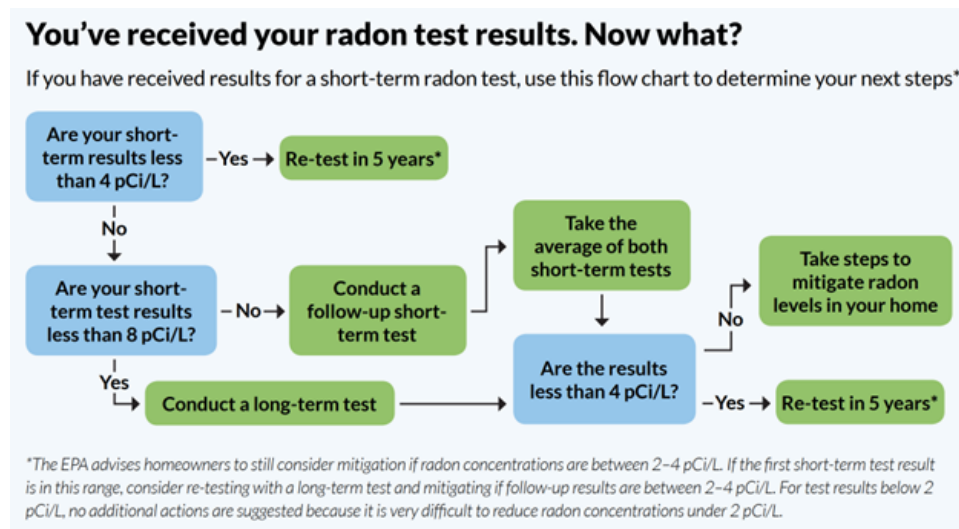 You've received your radon test results. Now what?
If you have received results for a short-term radon test, use this flow chart to determine your next steps*
Are your short-
term results less
than 4 pCi/L?
Yes
Re-test in 5 years*
No
Are your short-
term test results
less than 8 pCi/L?
No
Conduct a
follow-up short-
term test
Take the
average of both
short-term tests
Yes
Conduct a long-term test
Are the results
less than 4 pCi/L?
No
Take steps to
mitigate radon
levels in your home
Yes
Re-test in 5 years*
*The EPA advises homeowners to still consider mitigation if radon concentrations are between 2–4 pCi/L. If the first short-term test result
is in this range, consider re-testing with a long-term test and mitigating if follow-up results are between 2–4 pCi/L. For test results below 2
pCi/L, no additional actions are suggested because it is very difficult to reduce radon concentrations under 2 pCi/L.